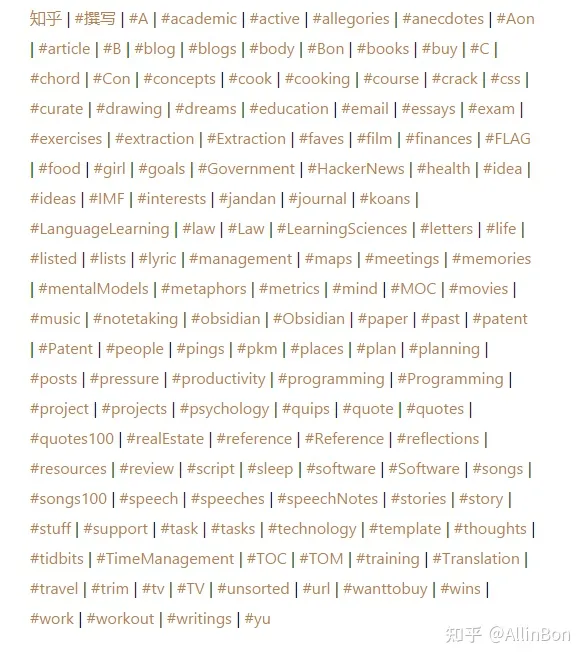 知乎 | #撰写 | #A | #academic | #active | #allegories | #anecdotes | #Aon
| #article | #B | #blog | #blogs | #body | #Bon | #books | #buy | #C |
#chord | #Con | #concepts | #cook | #cooking | #course | #crack | #css |
#curate | #drawing | #dreams | #education | #email | #essays | #exam |
#exercises | #extraction | #Extraction | #faves | #film | #finances | #FLAG
| #food | #girl | #goals | #Government | #HackerNews | #health | #idea |
#ideas | #IMF | #interests | #jandan | #journal | #koans |
#LanguageLearning | #law | #Law | #LearningSciences | #letters | #life |
#listed | #lists | #lyric | #management | #maps | #meetings | #memories
| #mentalModels | #metaphors | #metrics | #mind | #MOC | #movies |
#music | #notetaking | #obsidian | #Obsidian | #paper | #past | #patent
| #Patent | #people | #pings | #pkm | #places | #plan | #planning |
#posts | #pressure | #productivity | #programming | #Programming |
#project | #projects | #psychology | #quips | #quote | #quotes |
#quotes100 | #realEstate | #reference | #Reference | #reflections |
#resources | #review | #script | #sleep | #software | #Software | #songs |
#songs100 | #speech | #speeches | #speechNotes | #stories | #story |
#stuff | #support | #task | #tasks | #technology | #template | #thoughts |
#tidbits | #TimeManagement | #TOC | #TOM | #training | #Translation |
#travel | #trim | #tv | #TV | #unsorted | #url | #wanttobuy | #wins |
#work | #workout | #writings | #yu
知乎 @AllinBon